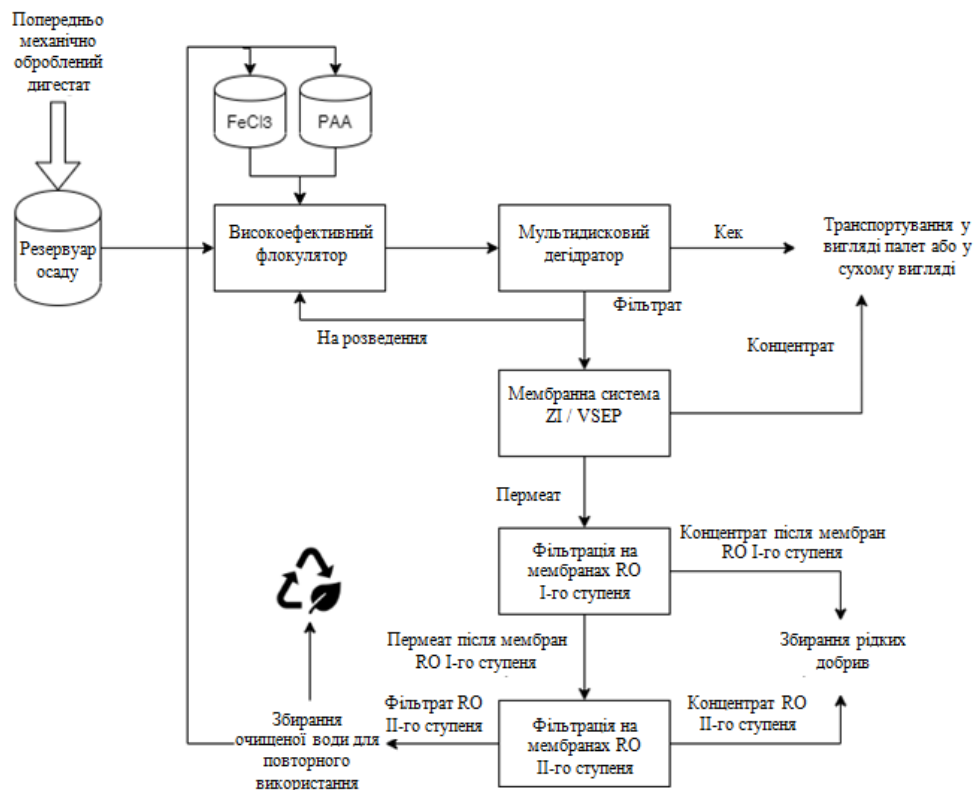 Попередньо
механічно
оброблений
дигестат
FeCl3
PAA
Резервуар
осаду
Високоефективний
флокулятор
Мультидисковий
дегідратор
Кек
Транспортування у
вигляді палет або у
сухому вигляді
Фільтрат
На розведення
Концентрат
Мембранна система
ZI / VSEP
Пермеат
Концентрат після мембран
RO I-го ступеня
Фільтрація на
мембранах RO
I-го ступеня
Пермеат після мембран
RO I-го ступеня
Збирання рідких
добрив
Фільтрат RO
II-го ступеня
Концентрат RO
II-го ступеня
Збирання
очищеної води для
повторного
використання
Фільтрація на
мембранах RO
II-го ступеня